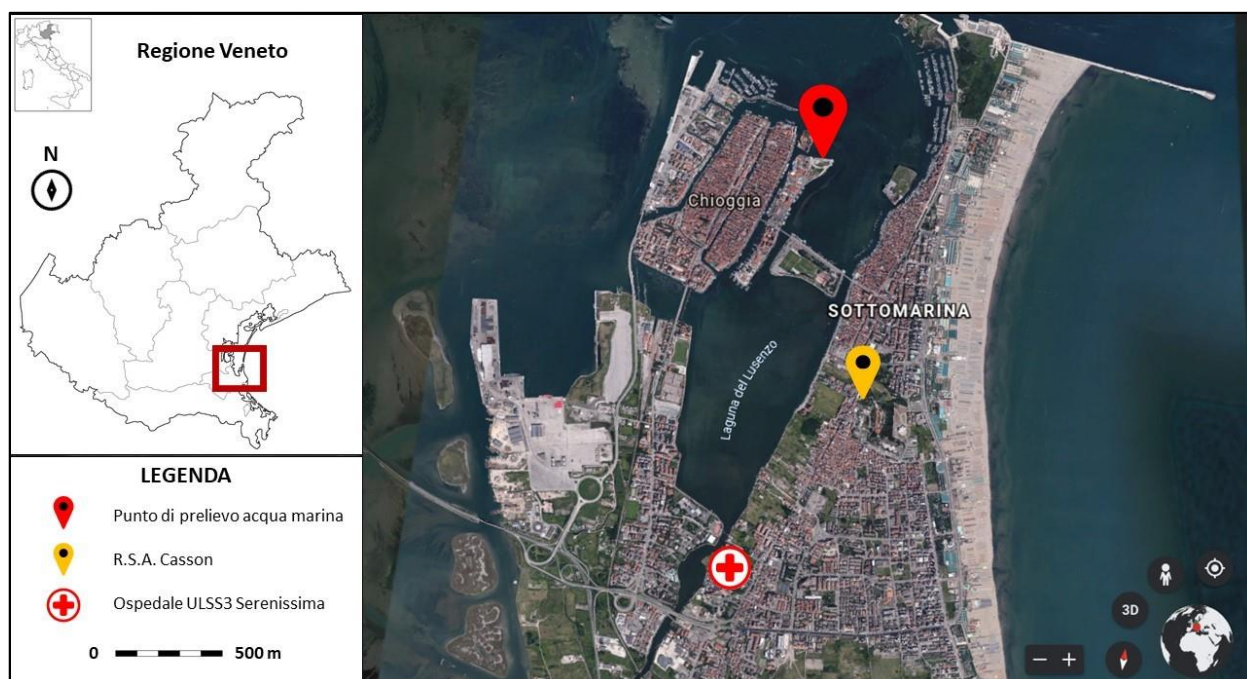 Regione Veneto
N
LEGENDA
Punto di prelievo acqua marina
R.S.A. Casson
Ospedale ULSS3 Serenissima
0 500 m
Chioggia
SOTTOMARINA
Laguna del Lusenzo
3D